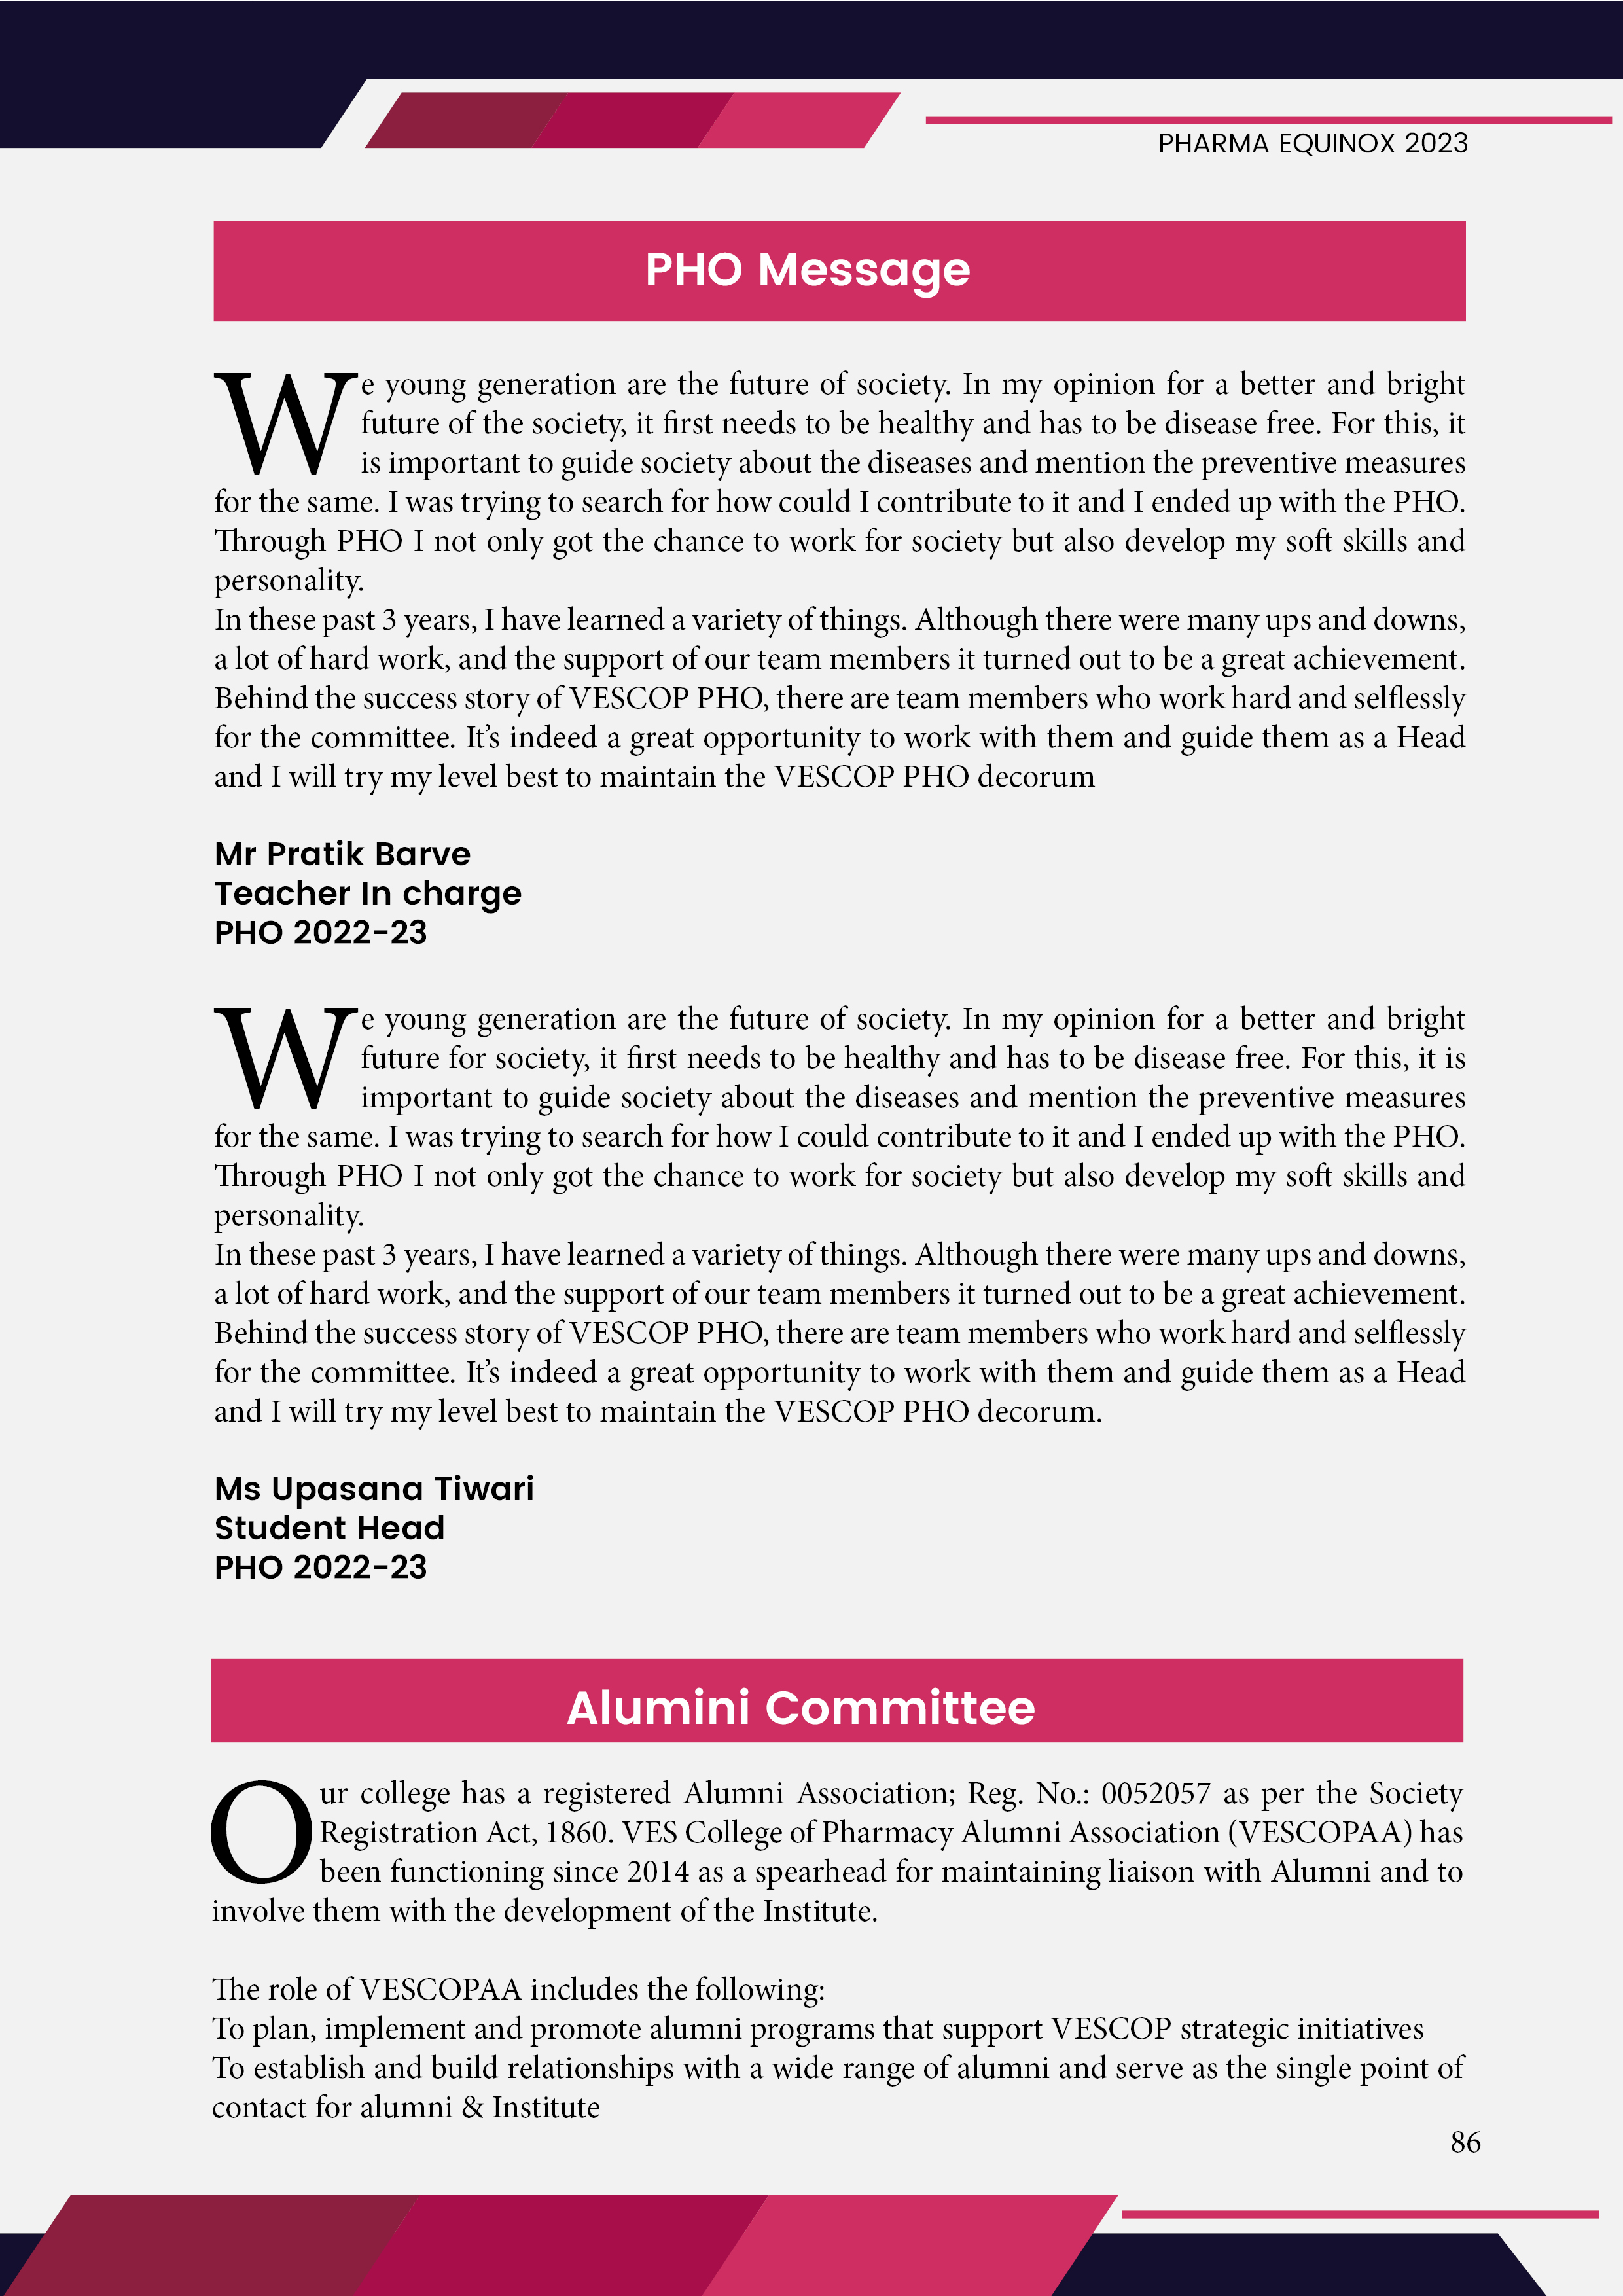 PHARMA EQUINOX 2023
PHO Message
We young generation are the future of society. In my opinion for a better and bright
future of the society, it first needs to be healthy and has to be disease free. For this, it
is important to guide society about the diseases and mention the preventive measures
for the same. I was trying to search for how could I contribute to it and I ended up with the PHO.
Through PHO I not only got the chance to work for society but also develop my soft skills and
personality.
In these past 3 years, I have learned a variety of things. Although there were many ups and downs,
a lot of hard work, and the support of our team members it turned out to be a great achievement.
Behind the success story of VESCOP PHO, there are team members who work hard and selflessly
for the committee. It’s indeed a great opportunity to work with them and guide them as a Head
and I will try my level best to maintain the VESCOP PHO decorum
Mr Pratik Barve
Teacher In charge
PHO 2022-23
We young generation are the future of society. In my opinion for a better and bright
future for society, it first needs to be healthy and has to be disease free. For this, it is
important to guide society about the diseases and mention the preventive measures
for the same. I was trying to search for how I could contribute to it and I ended up with the PHO.
Through PHO I not only got the chance to work for society but also develop my soft skills and
personality.
In these past 3 years, I have learned a variety of things. Although there were many ups and downs,
a lot of hard work, and the support of our team members it turned out to be a great achievement.
Behind the success story of VESCOP PHO, there are team members who work hard and selflessly
for the committee. It’s indeed a great opportunity to work with them and guide them as a Head
and I will try my level best to maintain the VESCOP PHO decorum.
Ms Upasana Tiwari
Student Head
PHO 2022-23
Alumini Committee
Our college has a registered Alumni Association; Reg. No.: 0052057 as per the Society
Registration Act, 1860. VES College of Pharmacy Alumni Association (VESCOPAA) has
been functioning since 2014 as a spearhead for maintaining liaison with Alumni and to
involve them with the development of the Institute.
The role of VESCOPAA includes the following:
To plan, implement and promote alumni programs that support VESCOP strategic initiatives
To establish and build relationships with a wide range of alumni and serve as the single point of
contact for alumni & Institute
86